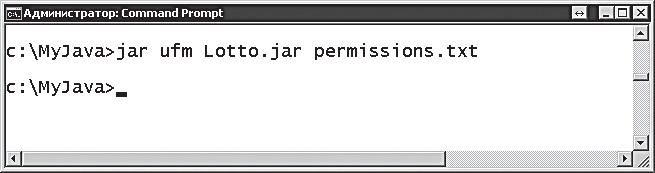 Администратор: Command Prompt
c:\MyJava>jar ufm Lotto.jar permissions.txt
c:\MyJava>